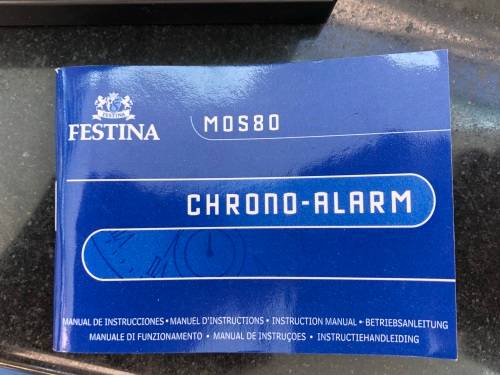 FESTINA
FESTINA
MOS80
CHRONO-ALARM
MANUAL DE INSTRUCCIONES • MANUEL D'INSTRUCTIONS • INSTRUCTION MANUAL • BETRIEBSANLEITUNG
MANUALE DI FUNZIONAMENTO • MANUAL DE INSTRUÇOES • INSTRUCTIEHANDLEIDING